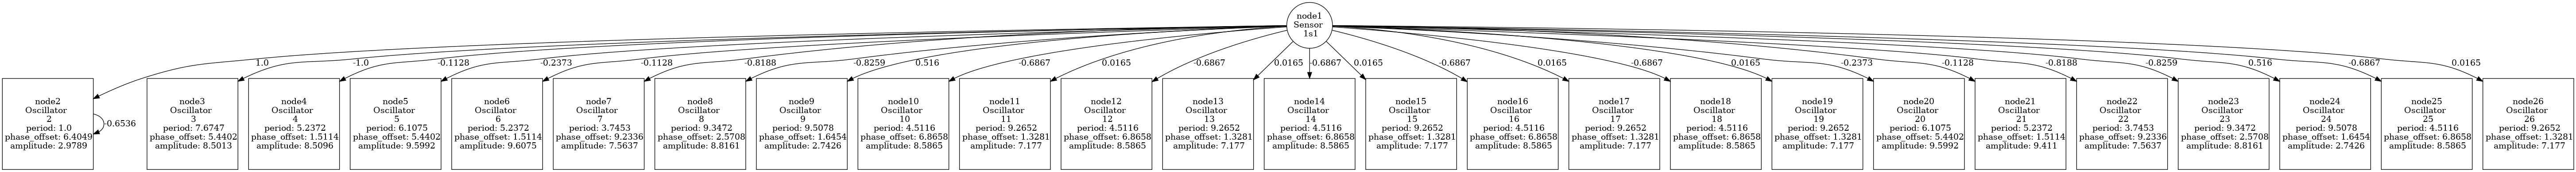 node1
Sensor
1s1
1.0
-1.0
-0.1128
-0.2373
-0.1128
-0.8188
-0.8259
0.516
-0.6867
0.0165
-0.6867
0.0165
-0.6867
0.0165
-0.6867
0.0165
-0.6867
0.0165
-0.2373
-0.1128
-0.8188
-0.8259
0.516
-0.6867
0.0165
node2
Oscillator
2
period: 1.0
phase_offset: 6.4049
amplitude: 2.9789
-0.6536
node3
Oscillator
3
period: 7.6747
phase_offset: 5.4402
amplitude: 8.5013
node4
Oscillator
4
period: 5.2372
phase_offset: 1.5114
amplitude: 8.5096
node5
Oscillator
5
period: 6.1075
phase_offset: 5.4402
amplitude: 9.5992
node6
Oscillator
6
period: 5.2372
phase_offset: 1.5114
amplitude: 9.6075
node7
Oscillator
7
period: 3.7453
phase_offset: 9.2336
amplitude: 7.5637
node8
Oscillator
8
period: 9.3472
phase_offset: 2.5708
amplitude: 8.8161
node9
Oscillator
9
period: 9.5078
phase_offset: 1.6454
amplitude: 2.7426
node10
Oscillator
10
period: 4.5116
phase_offset: 6.8658
amplitude: 8.5865
node11
Oscillator
11
period: 9.2652
phase_offset: 1.3281
amplitude: 7.177
node12
Oscillator
12
period: 4.5116
phase_offset: 6.8658
amplitude: 8.5865
node13
Oscillator
13
period: 9.2652
phase_offset: 1.3281
amplitude: 7.177
node14
Oscillator
14
period: 4.5116
phase_offset: 6.8658
amplitude: 8.5865
node15
Oscillator
15
period: 9.2652
phase_offset: 1.3281
amplitude: 7.177
node16
Oscillator
16
period: 4.5116
phase_offset: 6.8658
amplitude: 8.5865
node17
Oscillator
17
period: 9.2652
phase_offset: 1.3281
amplitude: 7.177
node18
Oscillator
18
period: 4.5116
phase_offset: 6.8658
amplitude: 8.5865
node19
Oscillator
19
period: 9.2652
phase_offset: 1.3281
amplitude: 7.177
node20
Oscillator
20
period: 6.1075
phase_offset: 5.4402
amplitude: 9.5992
node21
Oscillator
21
period: 5.2372
phase_offset: 1.5114
amplitude: 9.411
node22
Oscillator
22
period: 3.7453
phase_offset: 9.2336
amplitude: 7.5637
node23
Oscillator
23
period: 9.3472
phase_offset: 2.5708
amplitude: 8.8161
node24
Oscillator
24
period: 9.5078
phase_offset: 1.6454
amplitude: 2.7426
node25
Oscillator
25
period: 4.5116
phase_offset: 6.8658
amplitude: 8.5865
node26
Oscillator
26
period: 9.2652
phase_offset: 1.3281
amplitude: 7.177